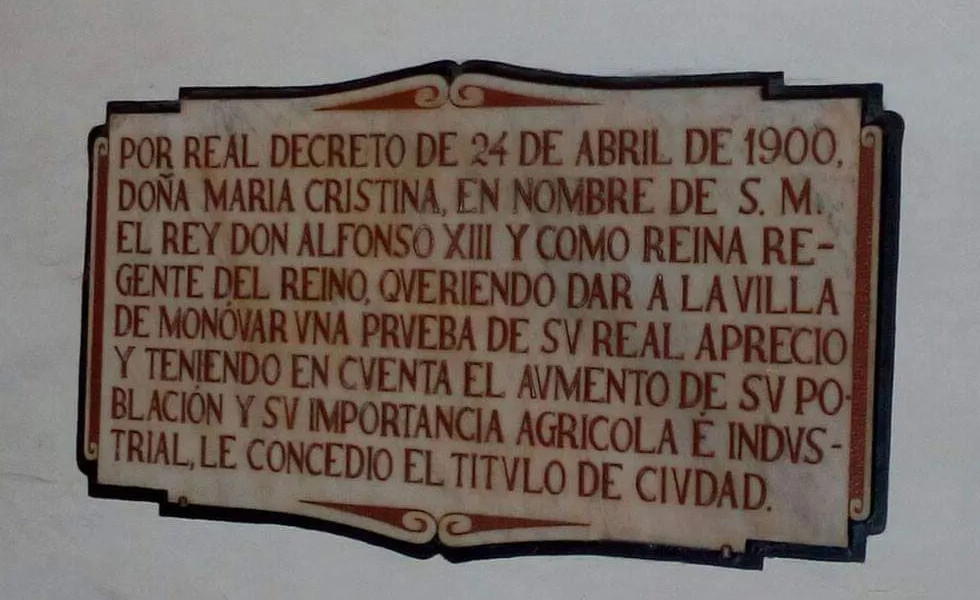 POR REAL DECRETO DE 24 DE ABRIL DE 1900,
DOÑA MARIA CRISTINA, EN NOMBRE DE S. M.
EL REY DON ALFONSO XIII Y COMO REINA RE-
GENTE DEL REINO, QVERIENDO DAR A LA VILLA
DE MONÓVAR VNA PRVEBA DE SV REAL APRECIO
Y TENIENDO EN CVENTA EL AVMENTO DE SV PO-
BLACIÓN Y SV IMPORTANCIA AGRICOLA É INDVS-
TRIAL, LE CONCEDIO EL TITVLO DE CIVDAD.